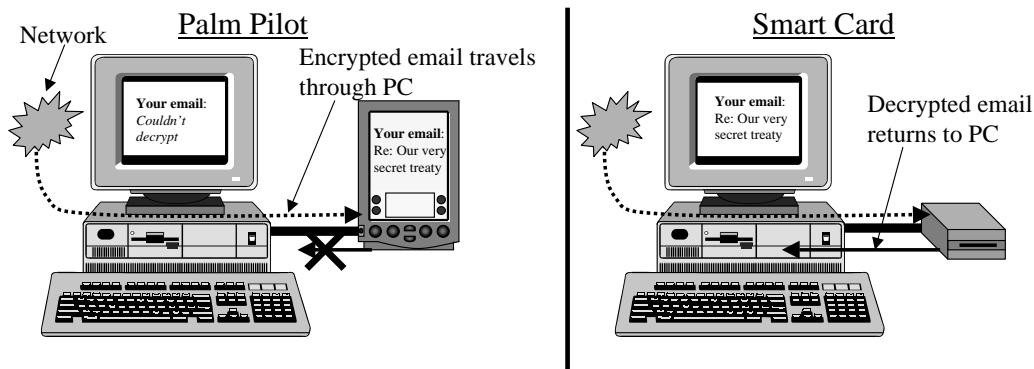 Palm Pilot
Network
Encrypted email travels
through PC
Your email:
Couldn't
decrypt
Your email:
Re: Our very
secret treaty
Smart Card
Your email:
Re: Our very
secret treaty
Decrypted email
returns to PC